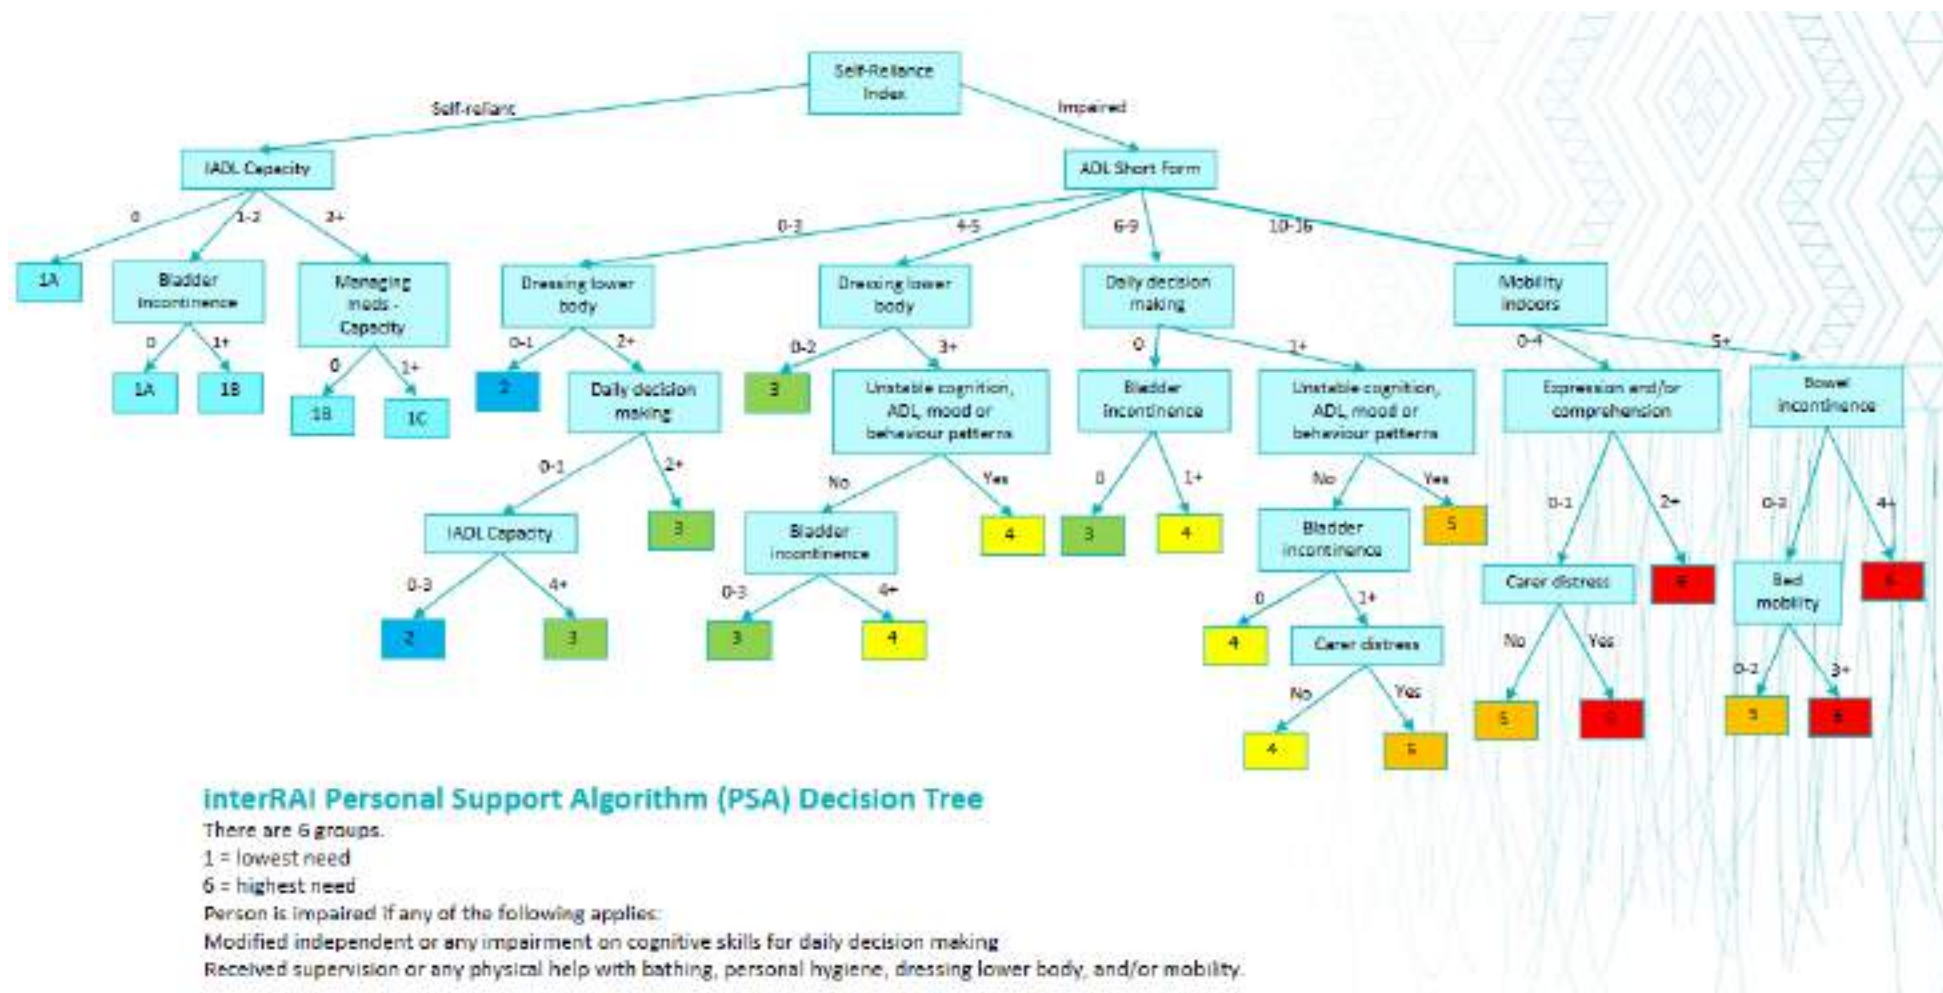 Self-Reliance
Index
Self-reliant
Impaired
IADL Capacity
ADL Short Form
0
1-2
3+
0-3
4-5
6-9
10-16
1A
Bladder
incontinence
Managing
meds -
Capacity
Dressing lower
body
Dressing lower
body
Daily decision
making
Mobility
indoors
0
1+
0
1+
0-1
2+
0-2
3+
0
1+
0-4
5+
1A
1B
1B
1C
2
Daily decision
making
3
Unstable cognition,
ADL, mood or
behaviour patterns
Bladder
incontinence
Unstable cognition,
ADL, mood or
behaviour patterns
Expression and/or
comprehension
Bowel
incontinence
0-1
2+
No
Yes
0
1+
No
Yes
0-1
2+
4+
IADL Capacity
3
Bladder
incontinence
4
3
4
Bladder
incontinence
5
Carer distress
6
Bed
mobility
6
0-3
4+
0-3
4+
0
1+
No
Yes
0-2
3+
2
3
3
4
4
Carer distress
No
Yes
5
6
4
interRAI Personal Support Algorithm (PSA) Decision Tree
There are 6 groups.
1 = lowest need
6 = highest need
Person is impaired if any of the following applies:
Modified independent or any impairment on cognitive skills for daily decision making
Received supervision or any physical help with bathing, personal hygiene, dressing lower body, and/or mobility.